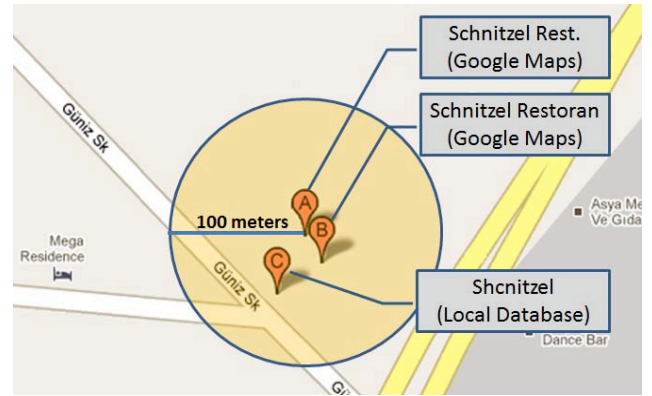 Schnitzel Rest.
(Google Maps)
Schnitzel Restoran
(Google Maps)
Güniz Sk
A
B
100 meters
C
Asya Me
Ve Gıda
Mega
Residence
Güniz Sk
Shcnitzel
(Local Database)
Dance Bar
Gü